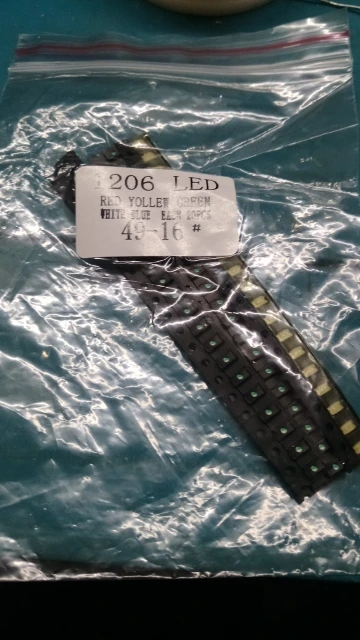 1206 LED
RED YOLLEW GREEN
WHITE BLUE EACH 20PCS
49-16 #